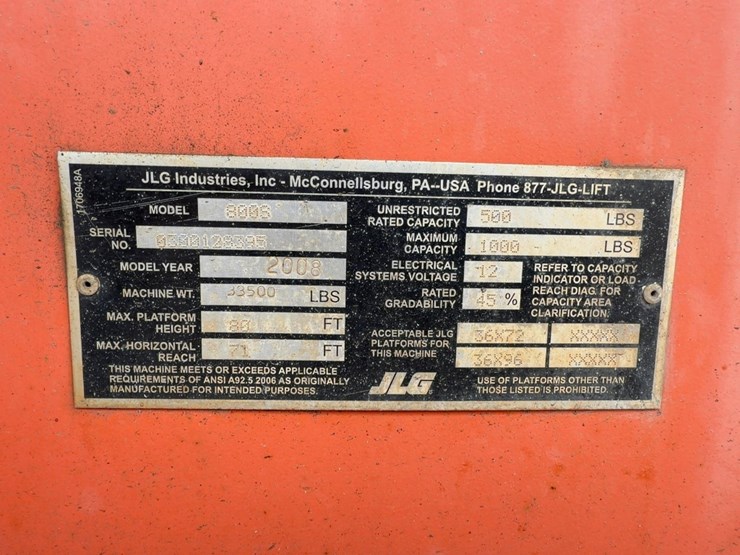 1706948A
JLG Industries, Inc - McConnellsburg, PA--USA Phone 877-JLG-LIFT
MODEL 800S
SERIAL NO. 0300128395
MODEL YEAR 2008
MACHINE WT. 33500 LBS
MAX. PLATFORM HEIGHT 80 FT
MAX. HORIZONTAL REACH 71 FT
THIS MACHINE MEETS OR EXCEEDS APPLICABLE
REQUIREMENTS OF ANSI A92.5 2006 AS ORIGINALLY
MANUFACTURED FOR INTENDED PURPOSES.
UNRESTRICTED
RATED CAPACITY 500 LBS
MAXIMUM
CAPACITY 1000 - LBS
ELECTRICAL
SYSTEMS VOLTAGE 12
RATED
GRADABILITY 45 %
REFER TO CAPACITY
INDICATOR OR LOAD
REACH DIAG. FOR
CAPACITY AREA
CLARIFICATION.
ACCEPTABLE JLG
PLATFORMS FOR
THIS MACHINE
36X72 XXXXX
36X96 XXXXX
JLG
USE OF PLATFORMS OTHER THAN
THOSE LISTED IS PROHIBITED.